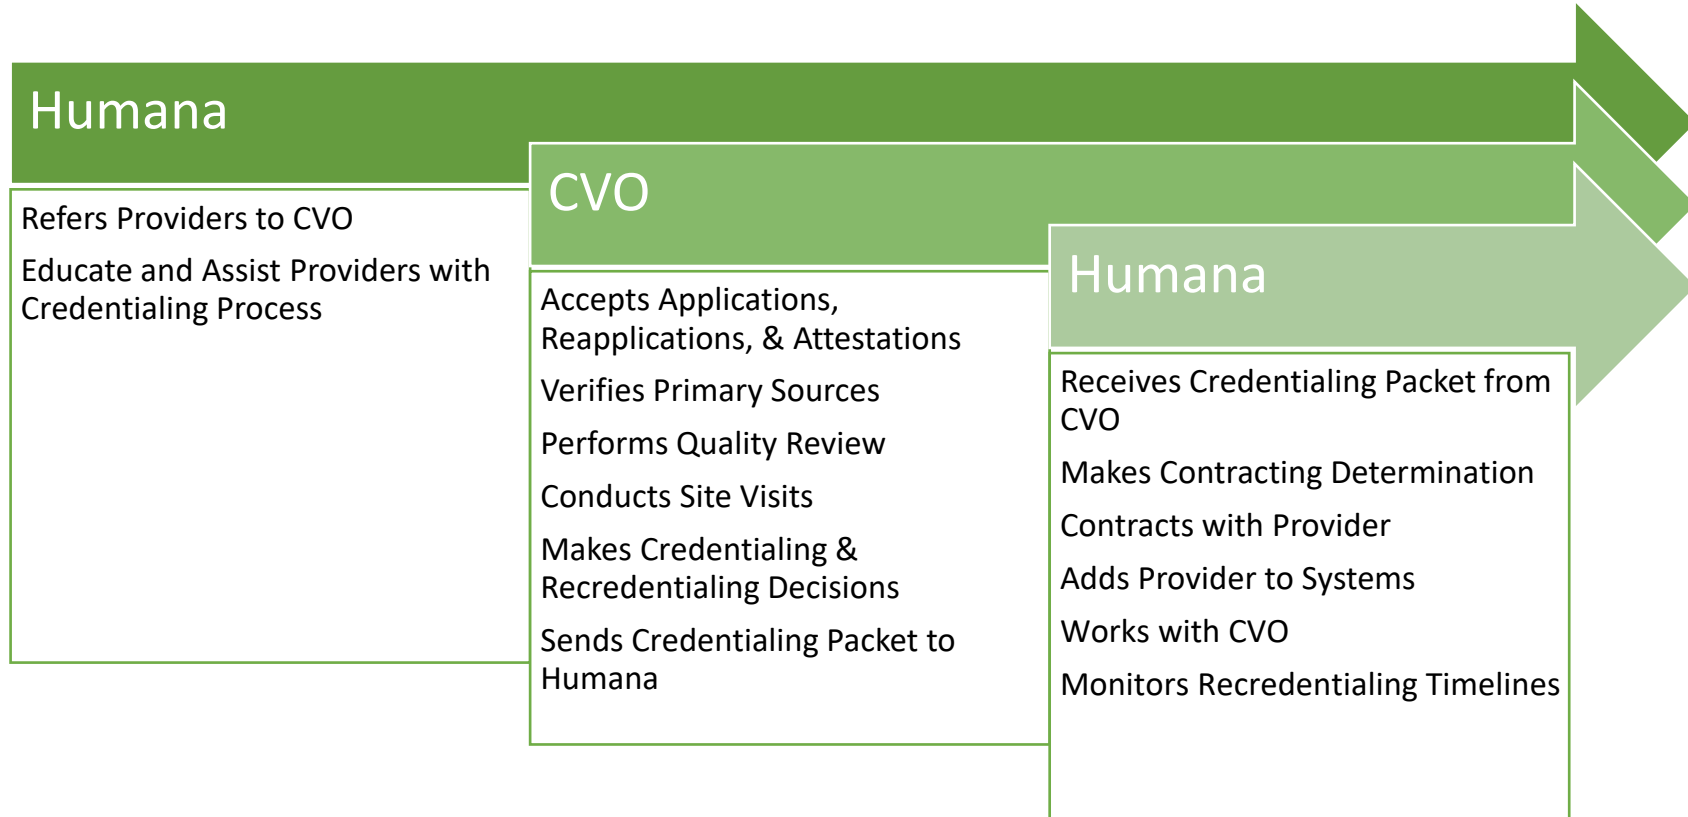 Humana
Refers Providers to CVO
Educate and Assist Providers with
Credentialing Process
CVO
Accepts Applications,
Reapplications, & Attestations
Verifies Primary Sources
Performs Quality Review
Conducts Site Visits
Makes Credentialing &
Recredentialing Decisions
Sends Credentialing Packet to
Humana
Humana
Receives Credentialing Packet from
CVO
Makes Contracting Determination
Contracts with Provider
Adds Provider to Systems
Works with CVO
Monitors Recredentialing Timelines